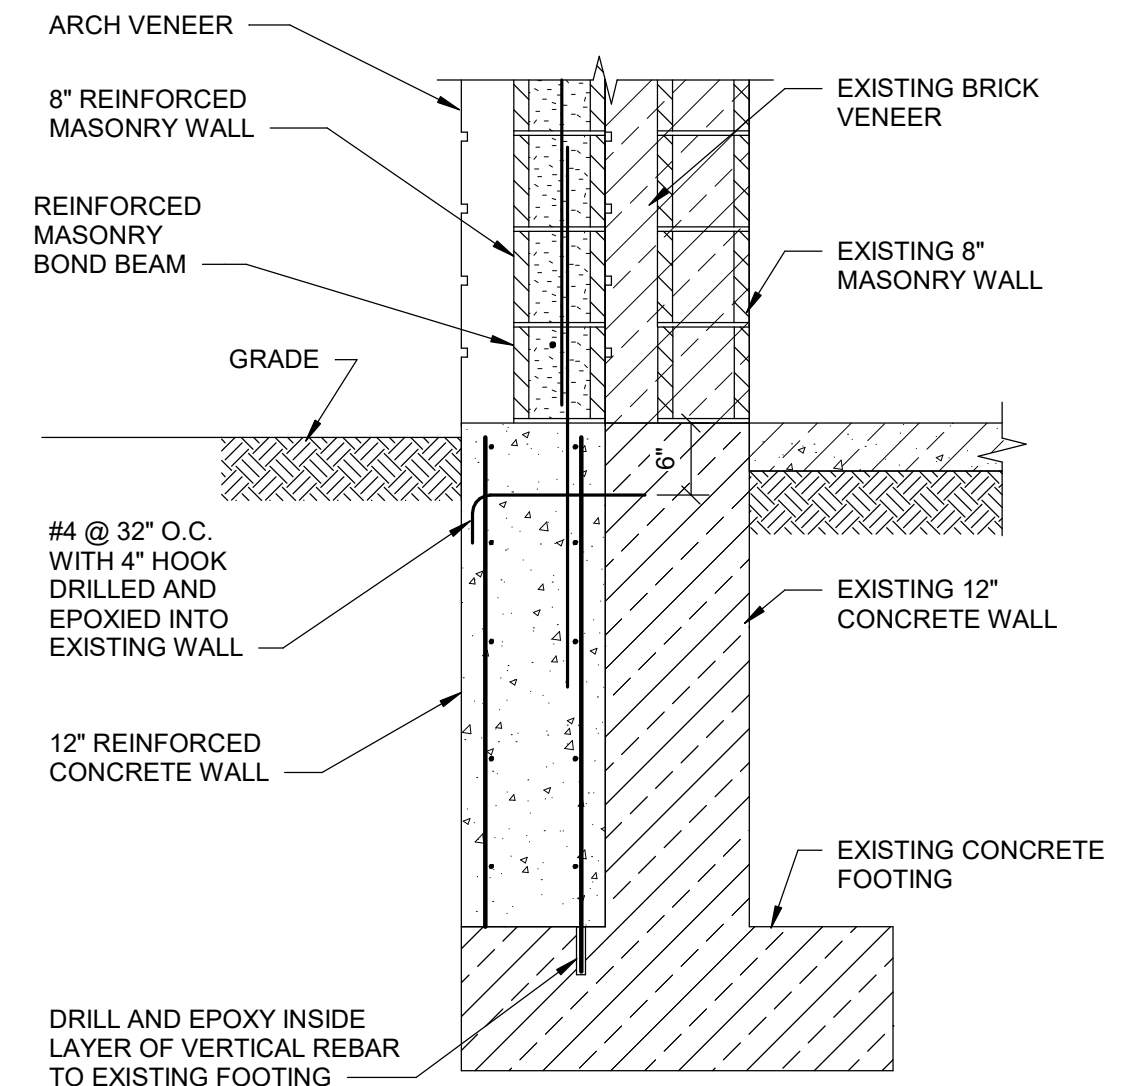 ARCH VENEER
8" REINFORCED
MASONRY WALL
REINFORCED
MASONRY
BOND BEAM
GRADE
#4 @ 32" O.C.
WITH 4" HOOK
DRILLED AND
EPOXIED INTO
EXISTING WALL
12" REINFORCED
CONCRETE WALL
DRILL AND EPOXY INSIDE
LAYER OF VERTICAL REBAR
TO EXISTING FOOTING
EXISTING BRICK
VENEER
EXISTING 8"
MASONRY WALL
6"
EXISTING 12"
CONCRETE WALL
EXISTING CONCRETE
FOOTING